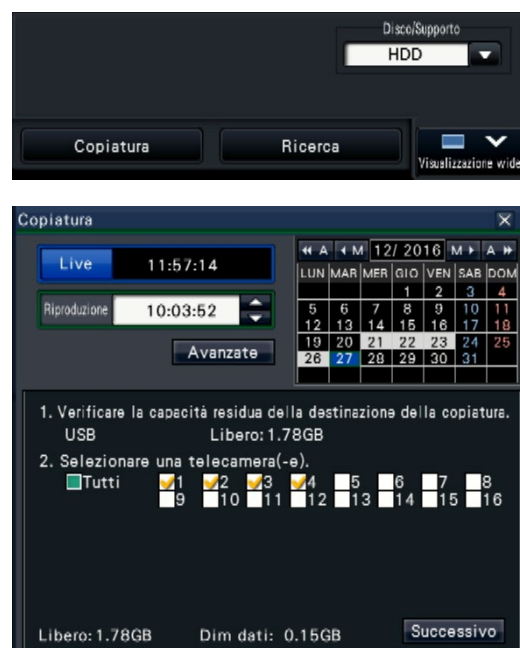 Disco/Supporto
HDD
Copiatura
Ricerca
Visualizzazione wide
Copiatura
Live 11:57:14
Riproduzione 10:03:52
Avanzate
A M 12/ 2016 M A
LUN MAR MER GIO VEN SAB DOM
1 2 3 4
5 6 7 8 9 10 11
12 13 14 15 16 17 18
19 20 21 22 23 24 25
26 27 28 29 30 31
1. Verificare la capacità residua della destinazione della copiatura.
USB Libero: 1.78GB
2. Selezionare una telecamera(-e).
Tutti 1 2 3 4 5 6 7 8
9 10 11 12 13 14 15 16
Libero: 1.78GB Dim dati: 0.15GB Successivo